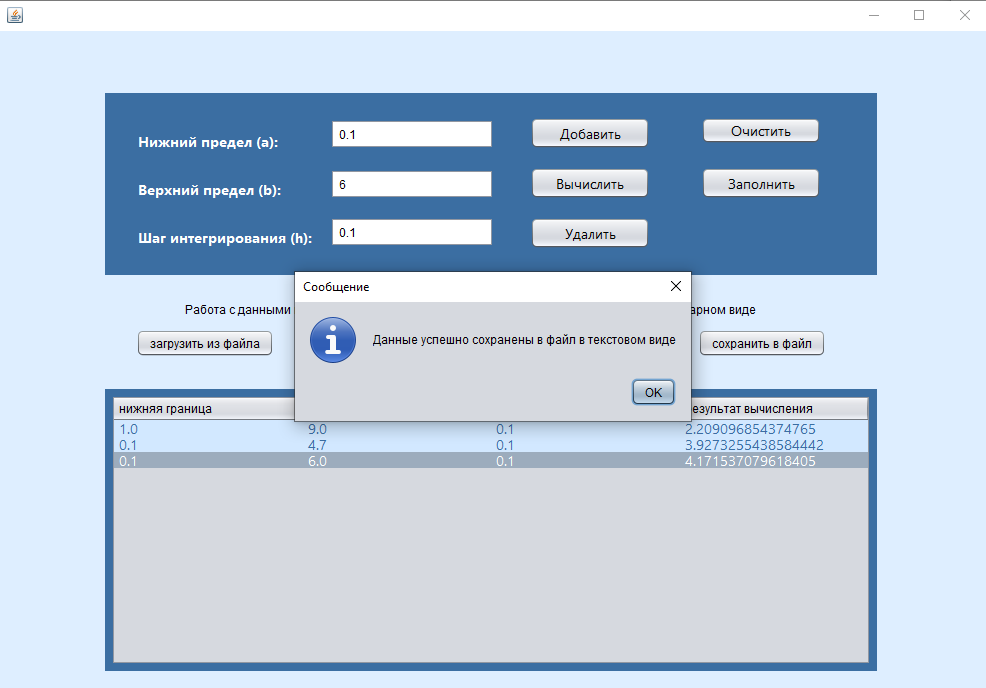 Нижний предел (a): 0.1 Добавить Очистить
Верхний предел (b): 6 Вычислить Заполнить
Шаг интегрирования (h): 0.1 Удалить
Сообщение
Данные успешно сохранены в файл в текстовом виде
OK
Работа с данными
загрузить из файла сохранить в файл
нижняя граница вычисления
1.0 9.0 0.1 2.209096854374765
0.1 4.7 0.1 3.9273255438584442
0.1 6.0 0.1 4.171537079618405